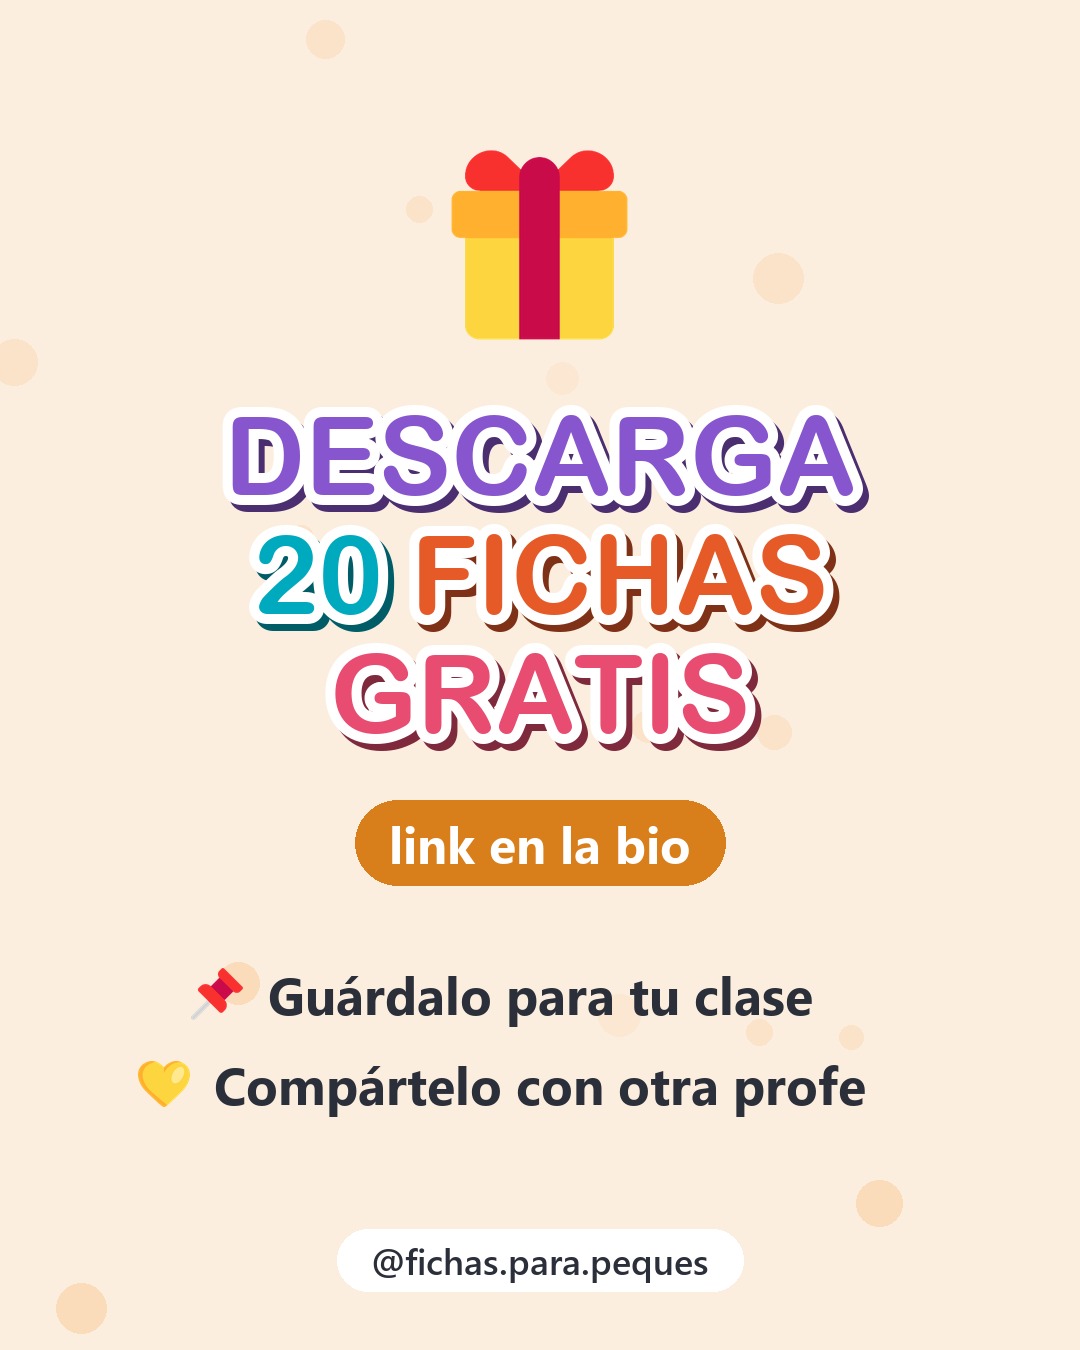 DESCARGA
20 FICHAS
GRATIS
link en la bio
Guárdalo para tu clase
Compártelo con otra profe
@fichas.para.peques